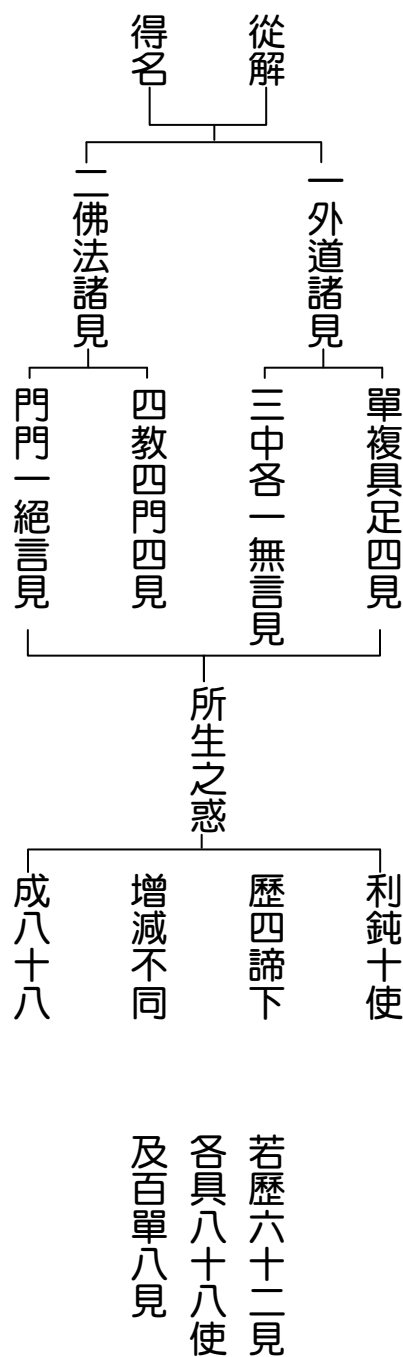 從解
得名
一外道諸見
二佛法諸見
單複具足四見
三中各一無言見
四教四門四見
門門一絕言見
所生之惑
利鈍十使
歷四諦下
增減不同
成八十八
若歷六十二見
各具八十八使
及百單八見